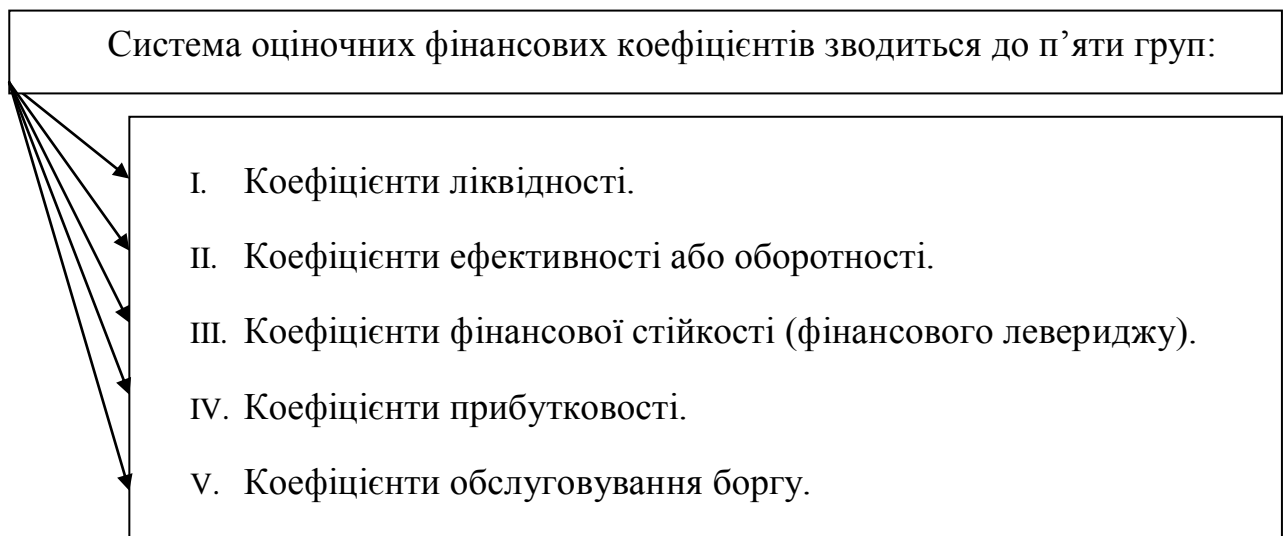 Система оціночних фінансових коефіцієнтів зводиться до п’яти груп:
I. Коефіцієнти ліквідності.
II. Коефіцієнти ефективності або оборотності.
III. Коефіцієнти фінансової стійкості (фінансового левериджу).
IV. Коефіцієнти прибутковості.
V. Коефіцієнти обслуговування боргу.